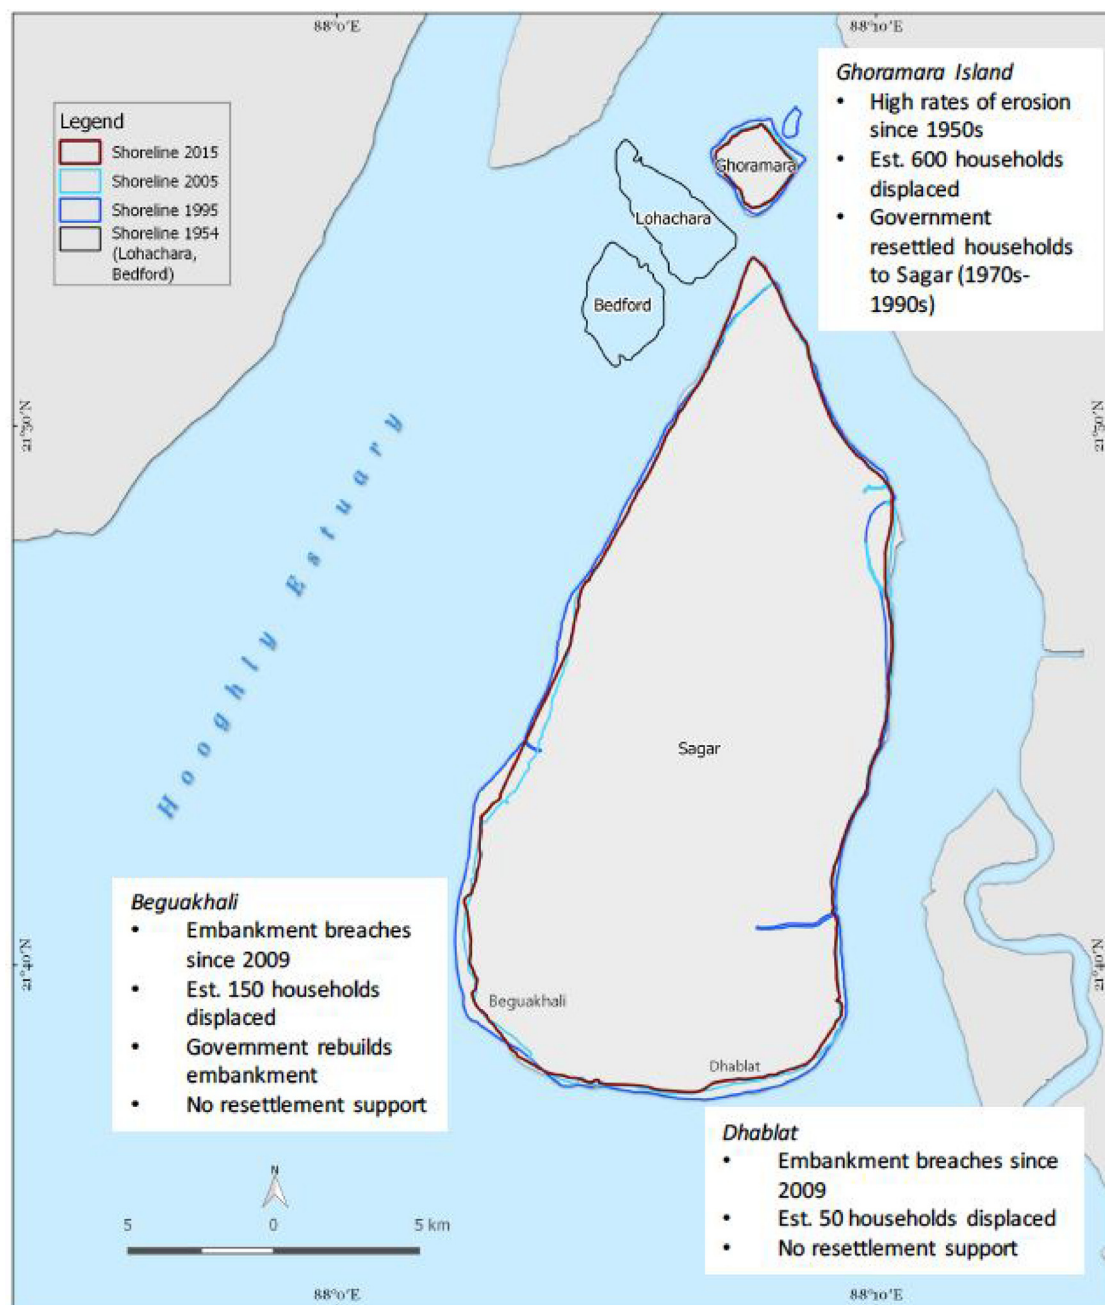 88°0'E
88°10'E
Ghoramara Island
• High rates of erosion
since 1950s
• Est. 600 households
displaced
• Government
resettled households
to Sagar (1970s-
1990s)
Legend
Shoreline 2015
Shoreline 2005
Shoreline 1995
Shoreline 1954
(Lohachara,
Bedford)
Ghoramara
Lohachara
Bedford
21°50'N
21°50'N
Hooghly Estuary
Sagar
Beguakhali
• Embankment breaches
since 2009
• Est. 150 households
displaced
• Government rebuilds
embankment
• No resettlement support
21°40'N
21°40'N
Beguakhali
Dhablat
Dhablat
• Embankment breaches since
2009
• Est. 50 households displaced
• No resettlement support
N
5 0 5 km
88°0'E
88°10'E